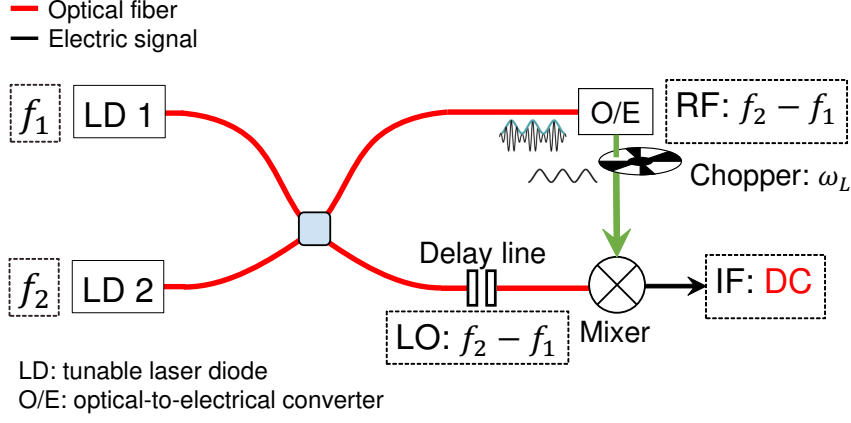 Optical fiber
Electric signal
f₁
LD 1
O/E
RF: f₂ − f₁
Chopper: ω_L
f₂
LD 2
Delay line
LO: f₂ − f₁
Mixer
IF: DC
LD: tunable laser diode
O/E: optical-to-electrical converter